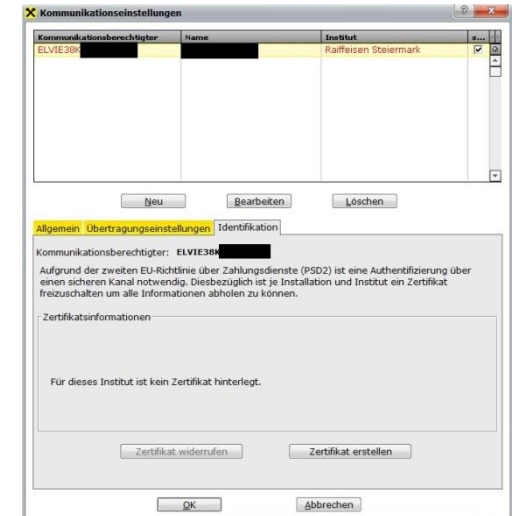 Kommunikationseinstellungen
Kommunikationsberechtigter Name Institut s...
ELVIE38K Raiffeisen Steiermark
Neu Bearbeiten Löschen
Allgemein Übertragungseinstellungen Identifikation
Kommunikationsberechtigter: ELVIE38K
Aufgrund der zweiten EU-Richtlinie über Zahlungsdienste (PSD2) ist eine Authentifizierung über
einen sicheren Kanal notwendig. Diesbezüglich ist je Installation und Institut ein Zertifikat
freizuschalten um alle Informationen abholen zu können.
Zertifikatsinformationen
Für dieses Institut ist kein Zertifikat hinterlegt.
Zertifikat widerrufen Zertifikat erstellen
OK Abbrechen